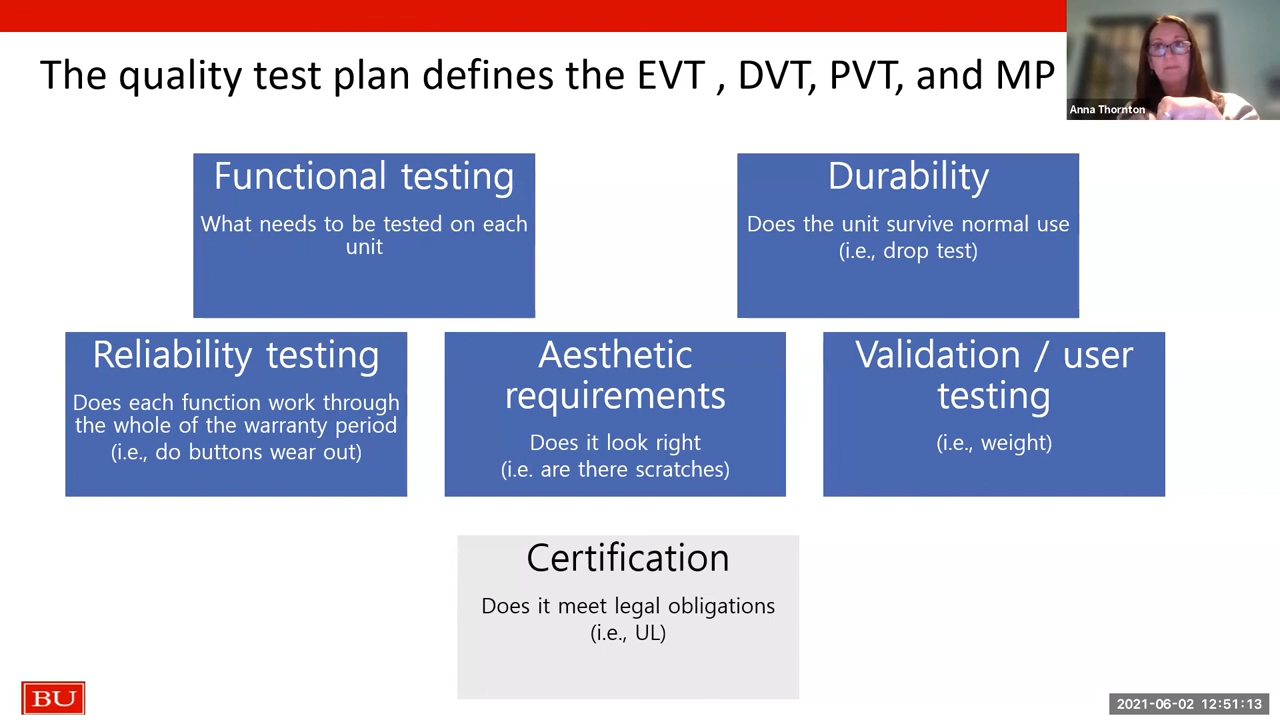 The quality test plan defines the EVT , DVT, PVT, and MP
Anna Thornton
Functional testing
What needs to be tested on each
unit
Durability
Does the unit survive normal use
(i.e., drop test)
Reliability testing
Does each function work through
the whole of the warranty period
(i.e., do buttons wear out)
Aesthetic
requirements
Does it look right
(i.e. are there scratches)
Validation / user
testing
(i.e., weight)
Certification
Does it meet legal obligations
(i.e., UL)
BU
2021-06-02 12:51:13